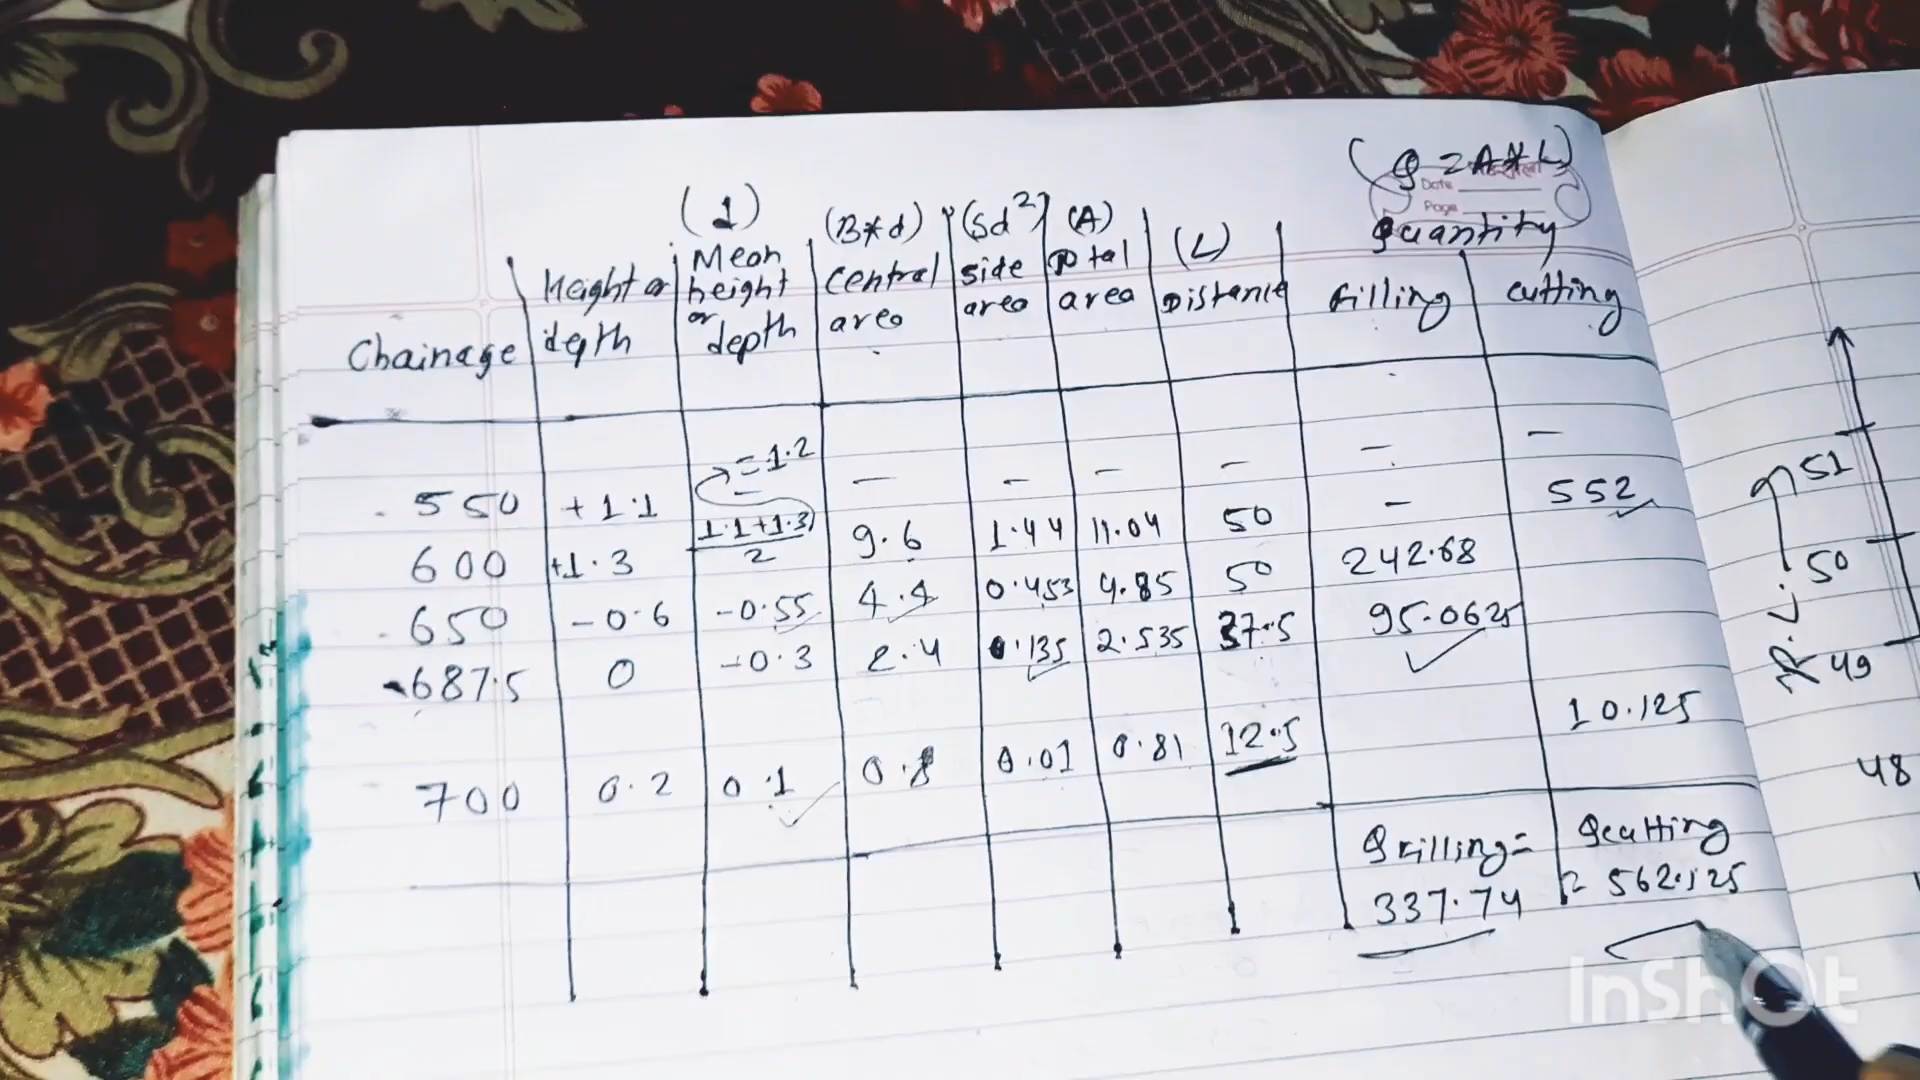 (Q = A*L)
Date
Page
(d) (B*d) (Sd²) (A) (L) Quantity
Chainage Height or depth Mean height or depth Central area side area Total area Distance filling cutting
= 1.2
550 +1.1 — — — — — — —
600 +1.3 1.1+1.3/2 9.6 1.44 11.04 50 — 552
650 -0.6 -0.55 4.4 0.453 4.85 50 242.68
687.5 0 -0.3 2.4 0.135 2.535 37.5 95.0625
700 0.2 0.1 0.8 0.01 0.81 12.5 10.125
Qfilling = 337.74
Qcutting = 562.125
51
50
49
48
R.L
InShOt